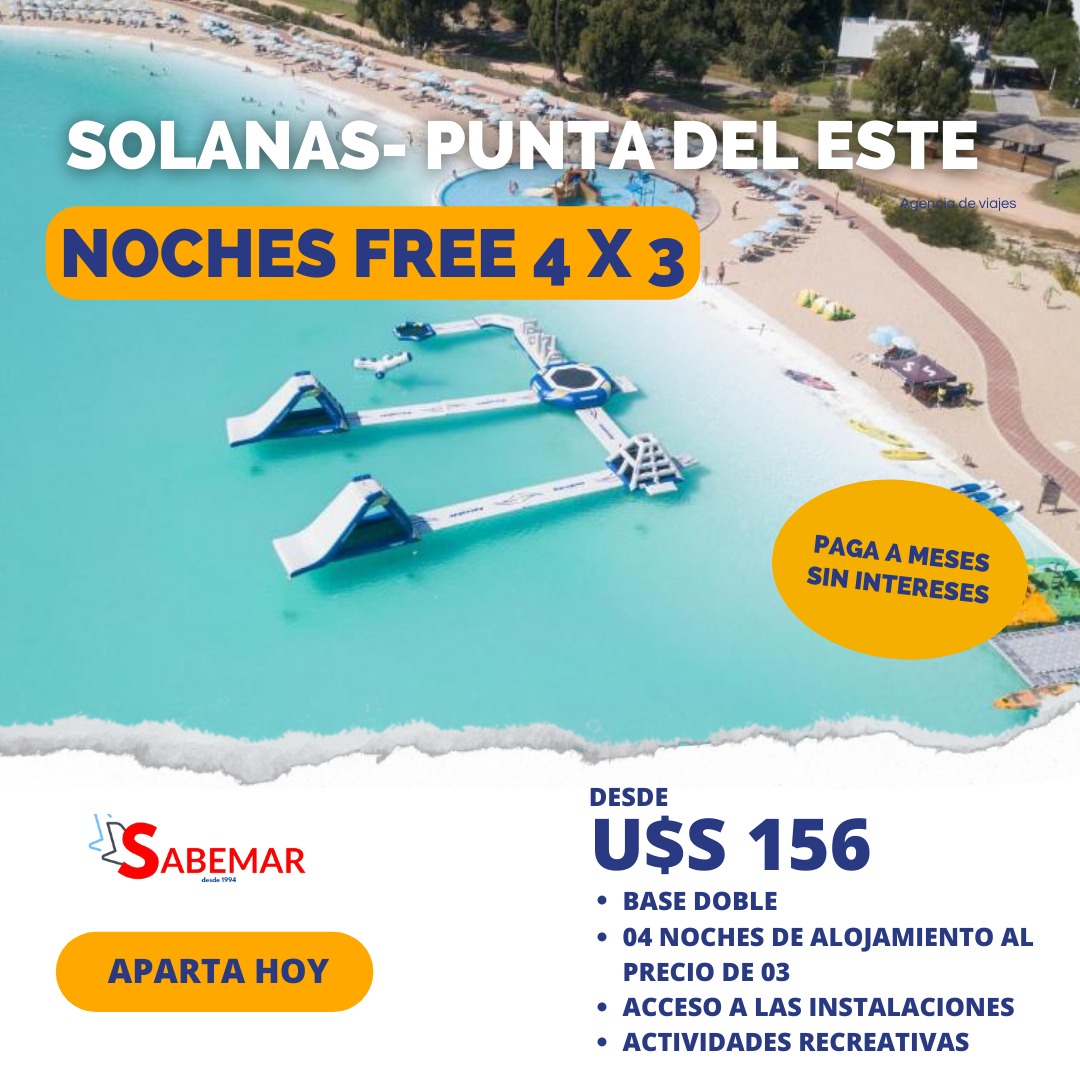 SOLANAS- PUNTA DEL ESTE
Agencia de viajes
NOCHES FREE 4 X 3
PAGA A MESES
SIN INTERESES
DESDE
U$S 156
SABEMAR
desde 1994
• BASE DOBLE
• 04 NOCHES DE ALOJAMIENTO AL
PRECIO DE 03
• ACCESO A LAS INSTALACIONES
• ACTIVIDADES RECREATIVAS
APARTA HOY